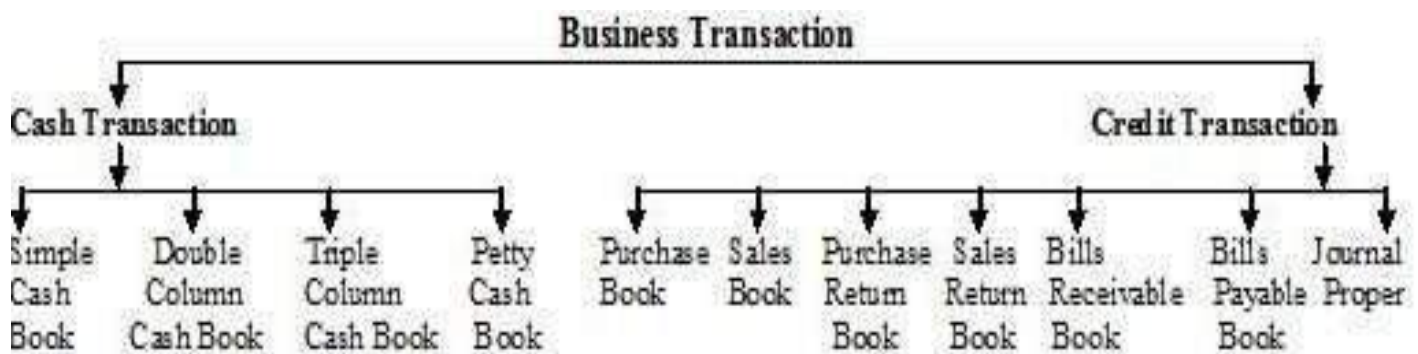 Business Transaction
Cash Transaction
Credit Transaction
Simple Cash Book
Double Column Cash Book
Triple Column Cash Book
Petty Cash Book
Purchase Book
Sales Book
Purchase Return Book
Sales Return Book
Bills Receivable Book
Bills Payable Book
Journal Proper